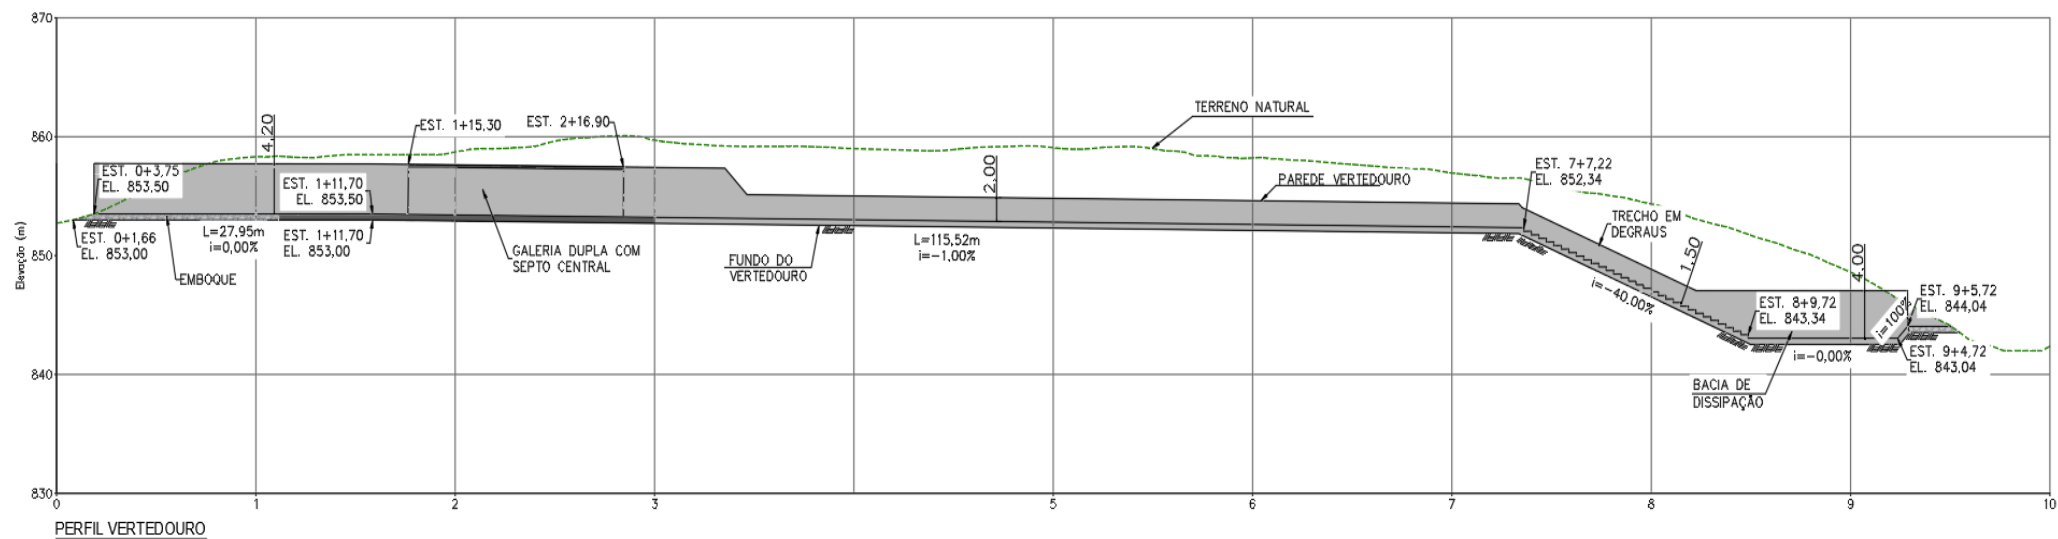 870
860
850
840
830
Elevação (m)
EST. 0+3,75
EL. 853,50
EST. 0+1,66
EL. 853,00
EMBOQUE
L=27,95m
i=0,00%
4,20
EST. 1+11,70
853,50
EST. 1+11,70
853,00
EST. 1+15,30
EST. 2+16,90
GALERIA DUPLA COM
SEPTO CENTRAL
FUNDO DO
VERTEDOURO
L=115,52m
i=-1,00%
2,00
TERRENO NATURAL
PAREDE VERTEDOURO
EST. 7+7,22
EL. 852,34
TRECHO EM
DEGRAUS
1,50
i=-40.00%
EST. 8+9,72
EL. 843,34
4,00
i=100%
EST. 9+5,72
EL. 844,04
i=-0,00%
EST. 9+4,72
EL. 843,04
BACIA DE
DISSIPAÇÃO
0 1 2 3 5 6 7 8 9 10
PERFIL VERTEDOURO